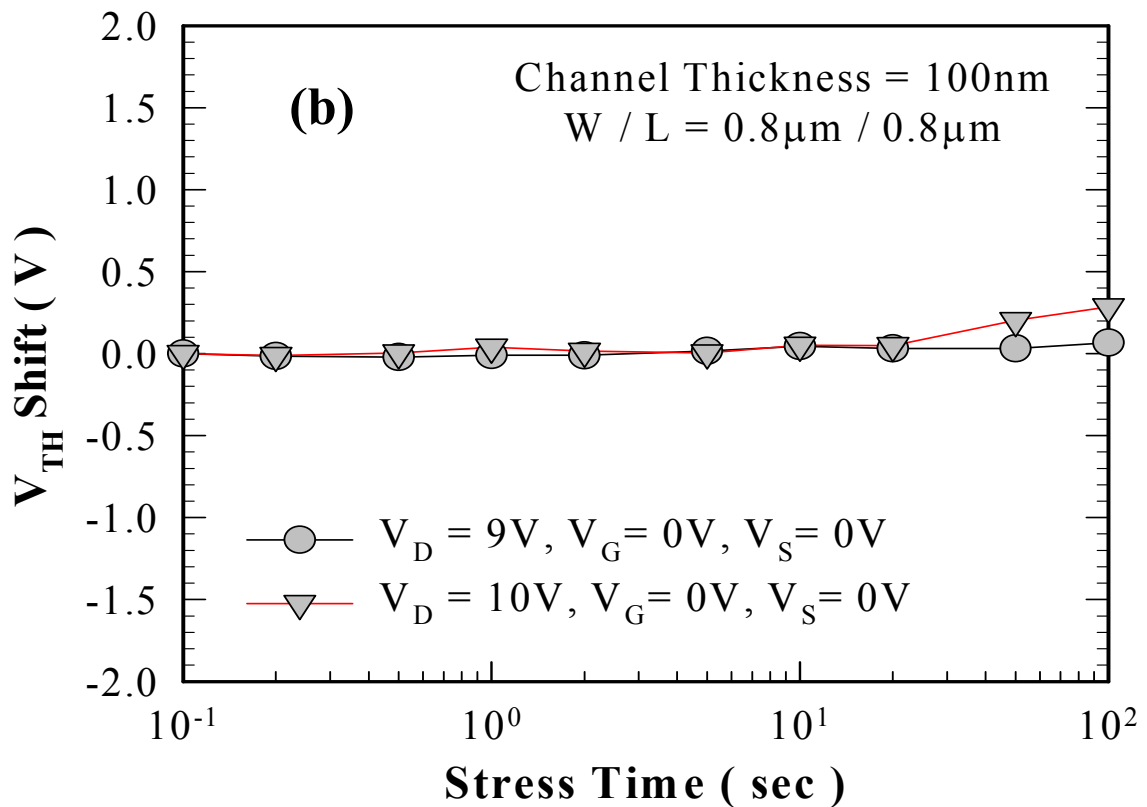 2.0
1.5
1.0
0.5
0.0
-0.5
-1.0
-1.5
-2.0
V_TH Shift ( V )
(b)
Channel Thickness = 100nm
W / L = 0.8μm / 0.8μm
V_D = 9V, V_G= 0V, V_S= 0V
V_D = 10V, V_G= 0V, V_S= 0V
10^-1 10^0 10^1 10^2
Stress Time ( sec )